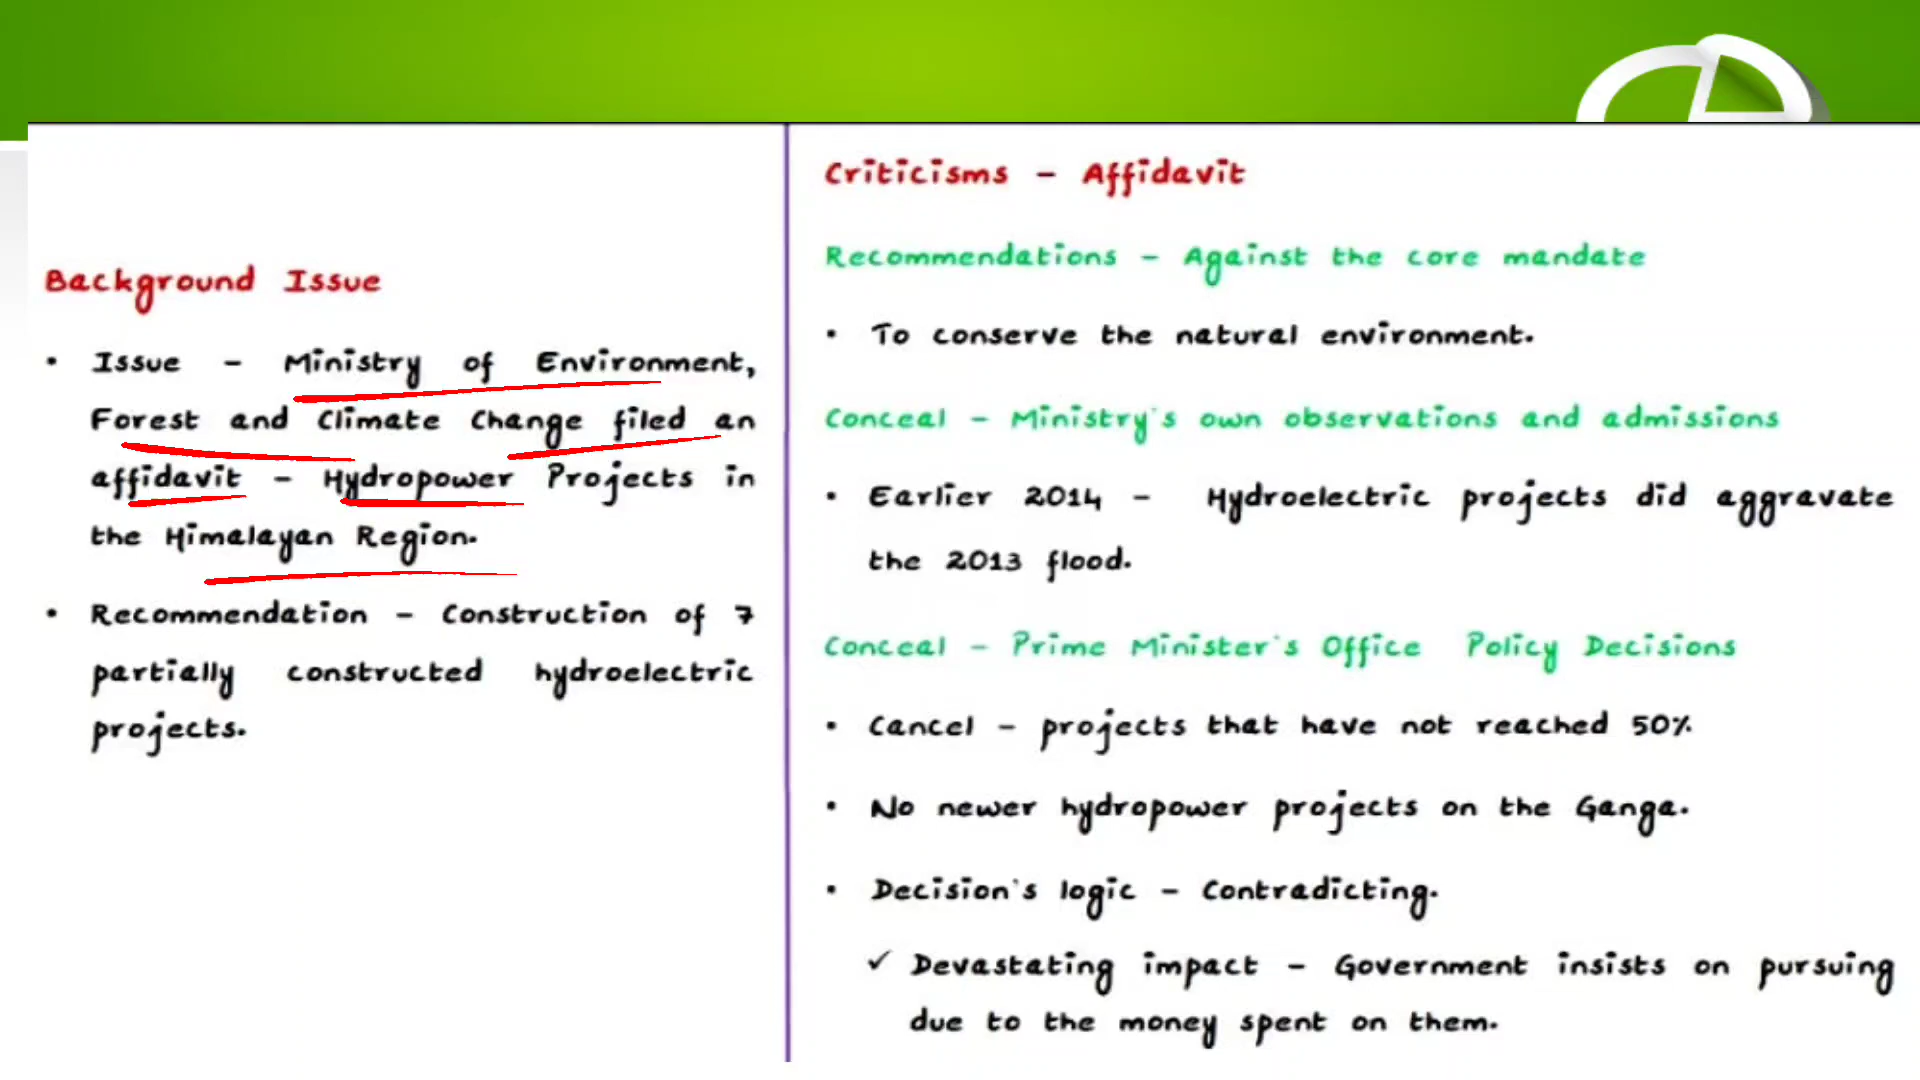 Background Issue
• Issue - Ministry of Environment,
Forest and Climate Change filed an
affidavit - Hydropower Projects in
the Himalayan Region.
• Recommendation - Construction of 7
partially constructed hydroelectric
projects.
Criticisms - Affidavit
Recommendations - Against the core mandate
• To conserve the natural environment.
Conceal - Ministry's own observations and admissions
• Earlier 2014 - Hydroelectric projects did aggravate
the 2013 flood.
Conceal - Prime Minister's Office Policy Decisions
• Cancel - projects that have not reached 50%
• No newer hydropower projects on the Ganga.
• Decision's logic - Contradicting.
✓ Devastating impact - Government insists on pursuing
due to the money spent on them.